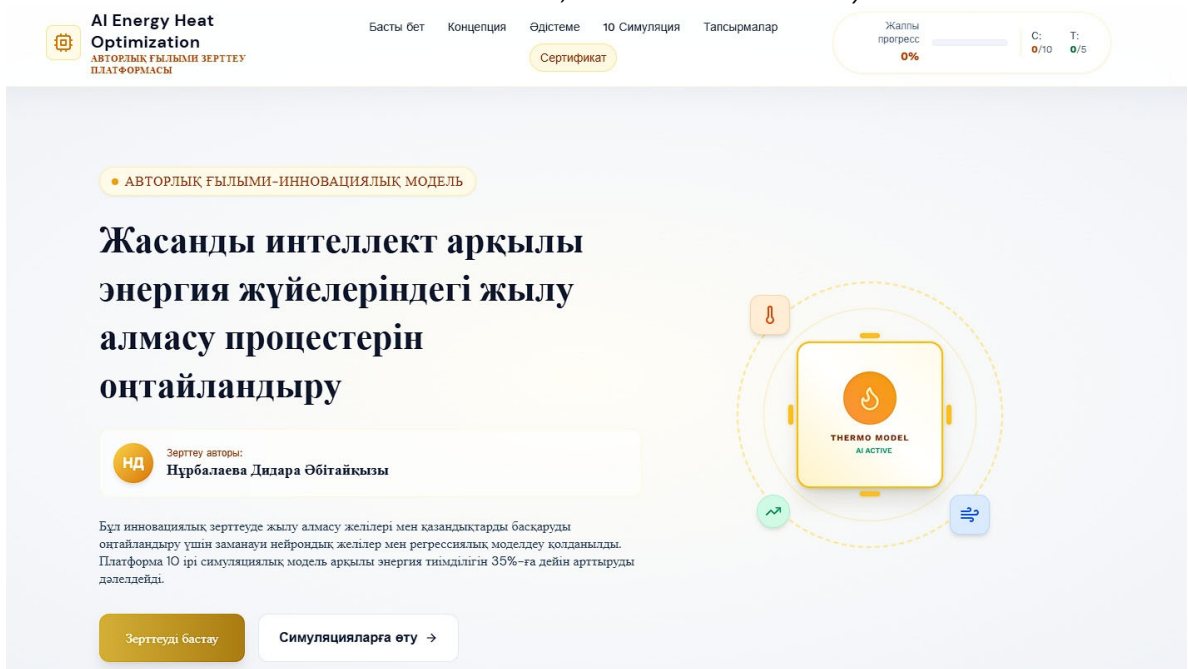 AI Energy Heat
Optimization
АВТОРЛЫҚ ҒЫЛЫМИ ЗЕРТТЕУ
ПЛАТФОРМАСЫ
Басты бет
Концепция
Әдістеме
10 Симуляция
Тапсырмалар
Сертификат
Жалпы
прогресс
0%
С:
0/10
Т:
0/5
АВТОРЛЫҚ ҒЫЛЫМИ-ИННОВАЦИЯЛЫҚ МОДЕЛЬ
Жасанды интеллект арқылы
энергия жүйелеріндегі жылу
алмасу процестерін
оңтайландыру
НД
Зерттеу авторы:
Нұрбалаева Дидара Әбітайқызы
Бұл инновациялық зерттеуде жылу алмасу желілері мен қазандықтарды басқаруды
оңтайландыру үшін заманауи нейрондық желілер мен регрессиялық моделдеу қолданылды.
Платформа 10 ірі симуляциялық модель арқылы энергия тиімділігін 35%-ға дейін арттыруды
дәлелдейді.
Зерттеуді бастау
Симуляцияларға өту →
THERMO MODEL
AI ACTIVE